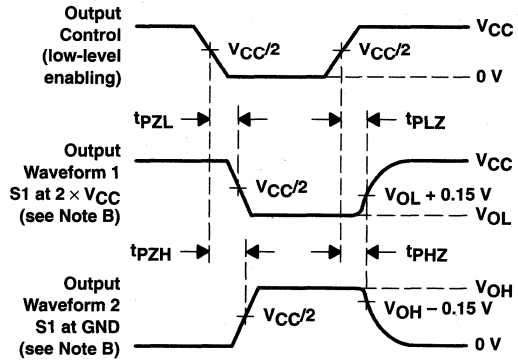 Output
Control
(low-level
enabling)
VCC/2
VCC/2
VCC
0 V
tPZL
tPLZ
Output
Waveform 1
S1 at 2 × VCC
(see Note B)
VCC/2
VCC
VOL + 0.15 V
VOL
tPZH
tPHZ
Output
Waveform 2
S1 at GND
(see Note B)
VCC/2
VOH
VOH − 0.15 V
0 V